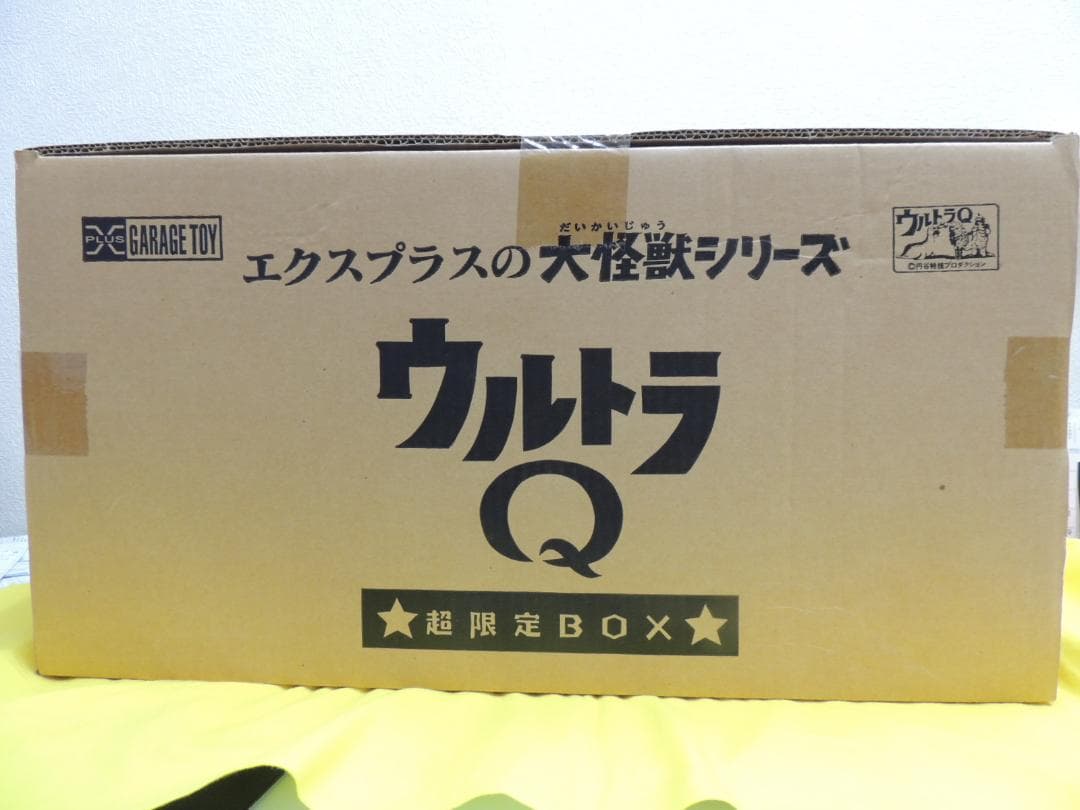 X PLUS GARAGE TOY
だいかいじゅう
エクスプラスの大怪獣シリーズ
ウルトラQ
©円谷特技プロダクション
ウルトラ
Q
★超限定BOX★